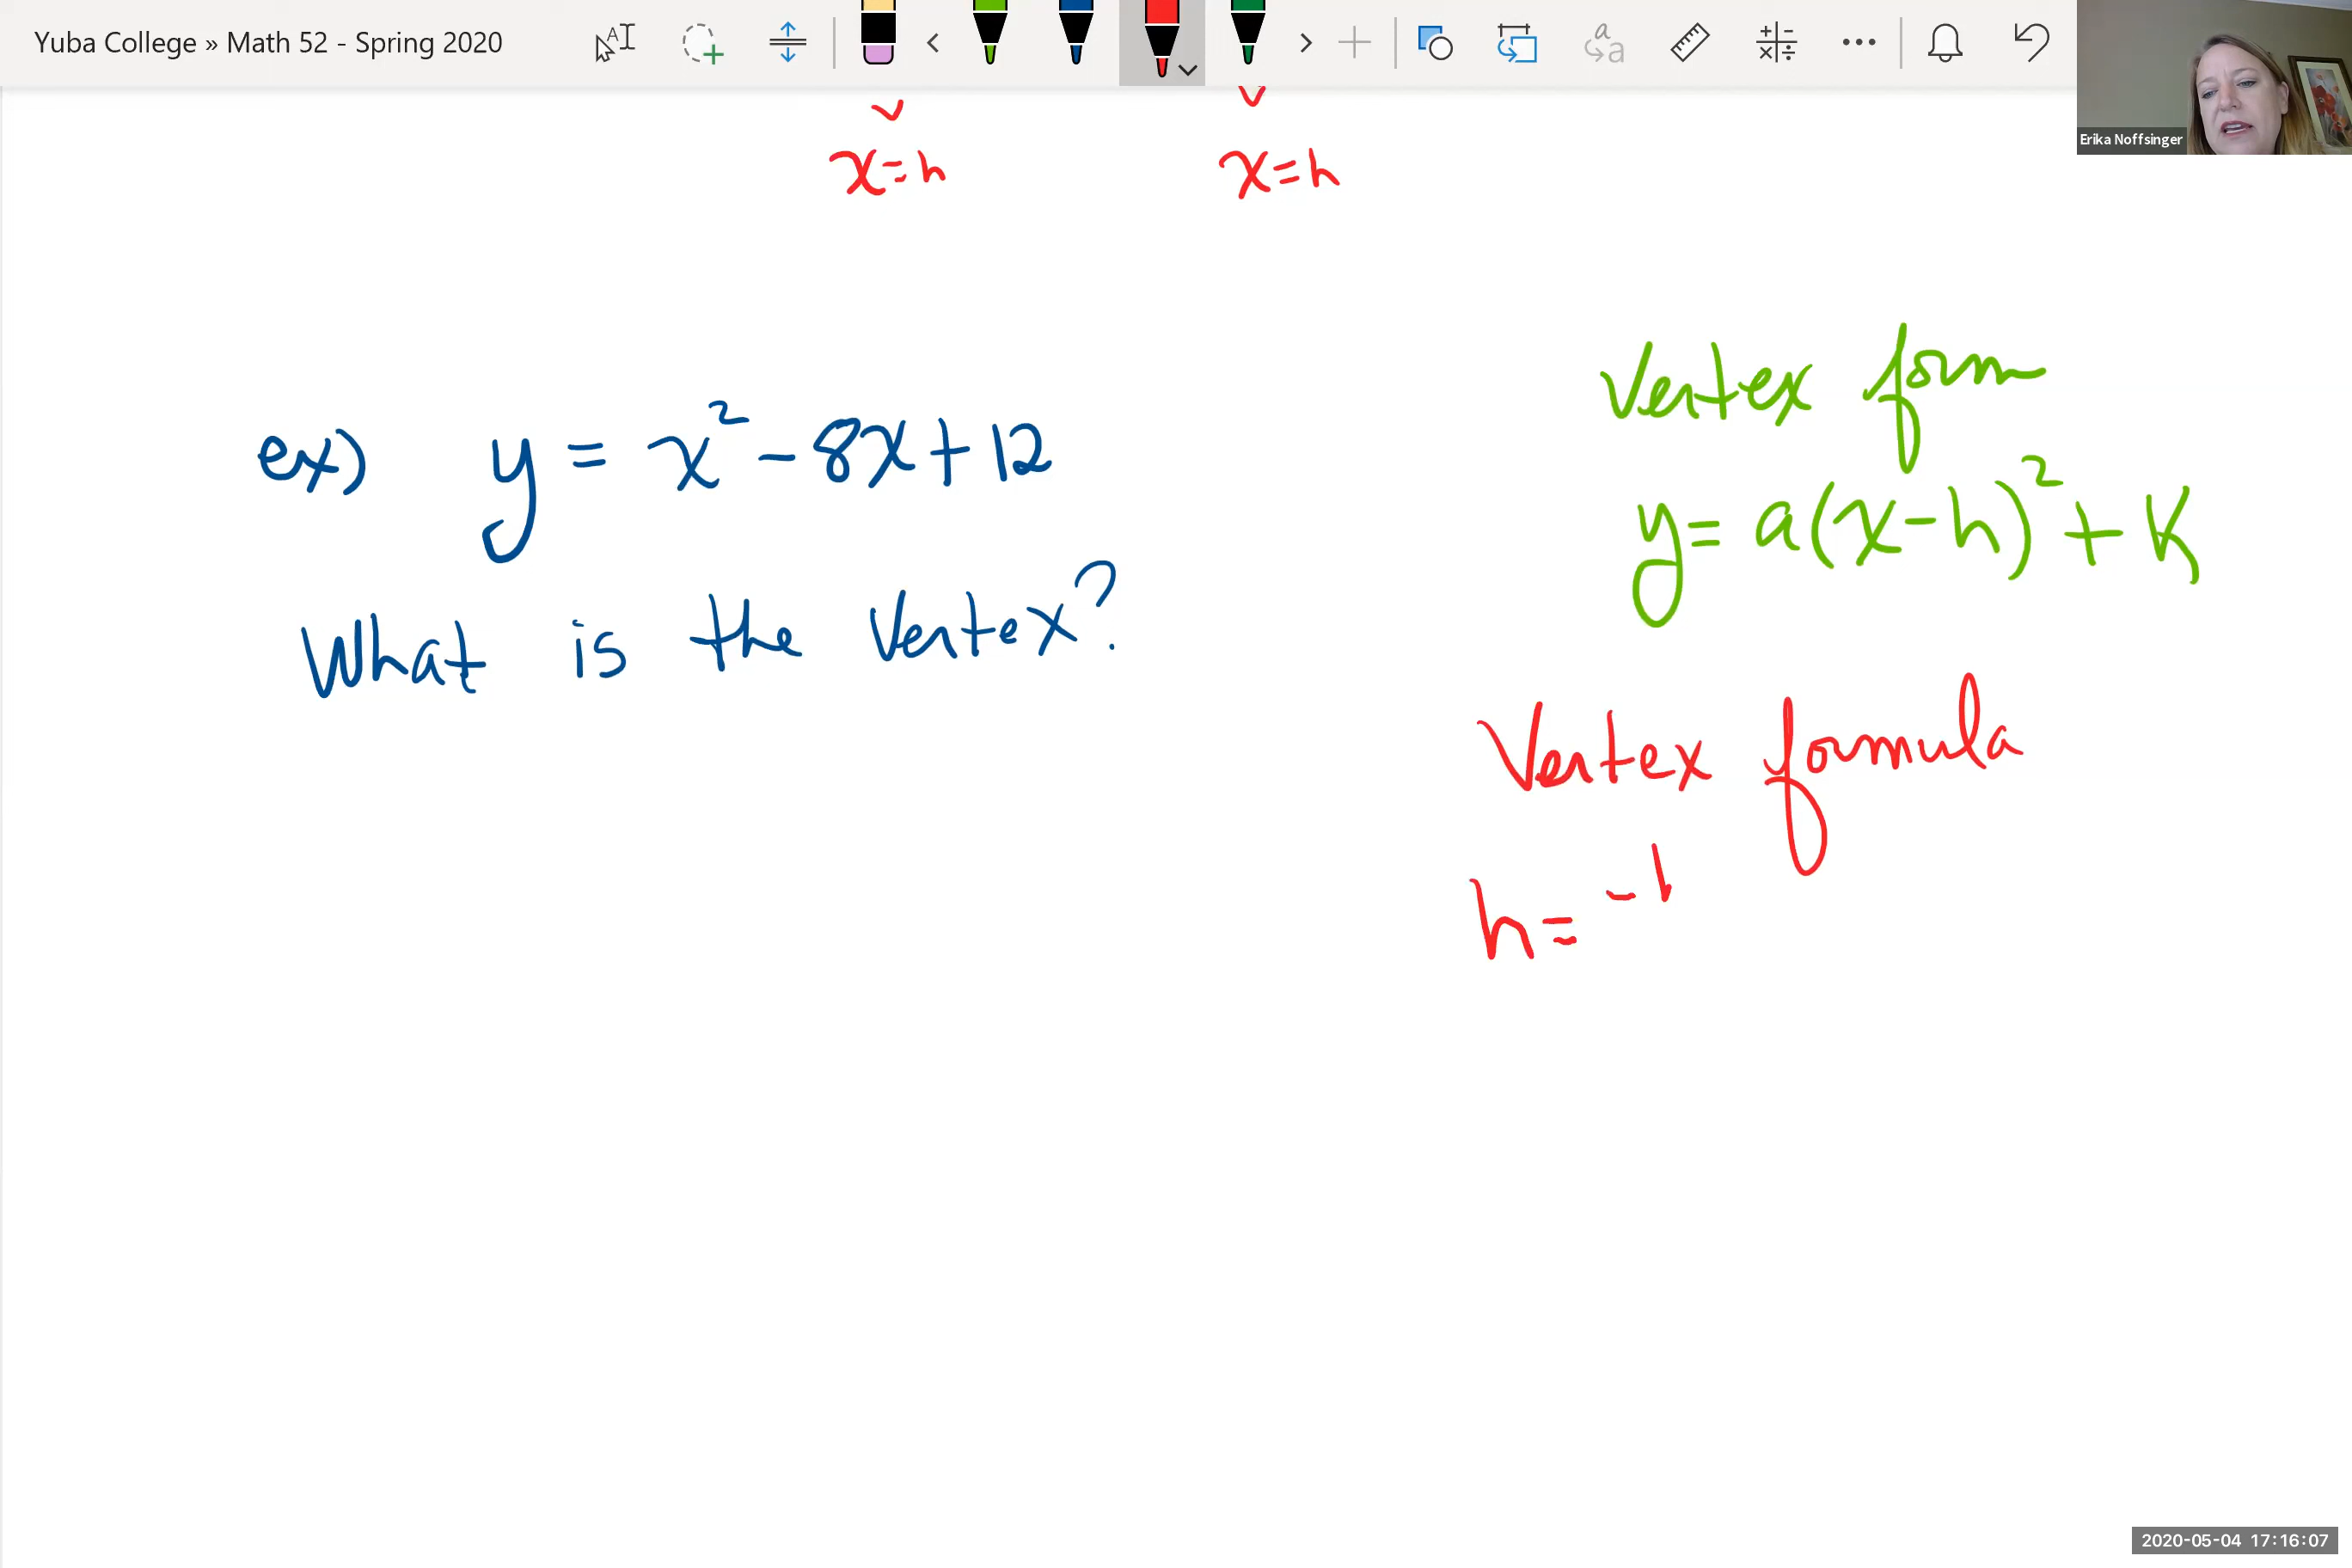 Yuba College » Math 52 - Spring 2020
Erika Noffsinger
x=h x=h
ex) y = x² - 8x + 12
What is the Vertex?
Vertex form
y = a(x-h)² + K
Vertex formula
h = -
2020-05-04 17:16:07